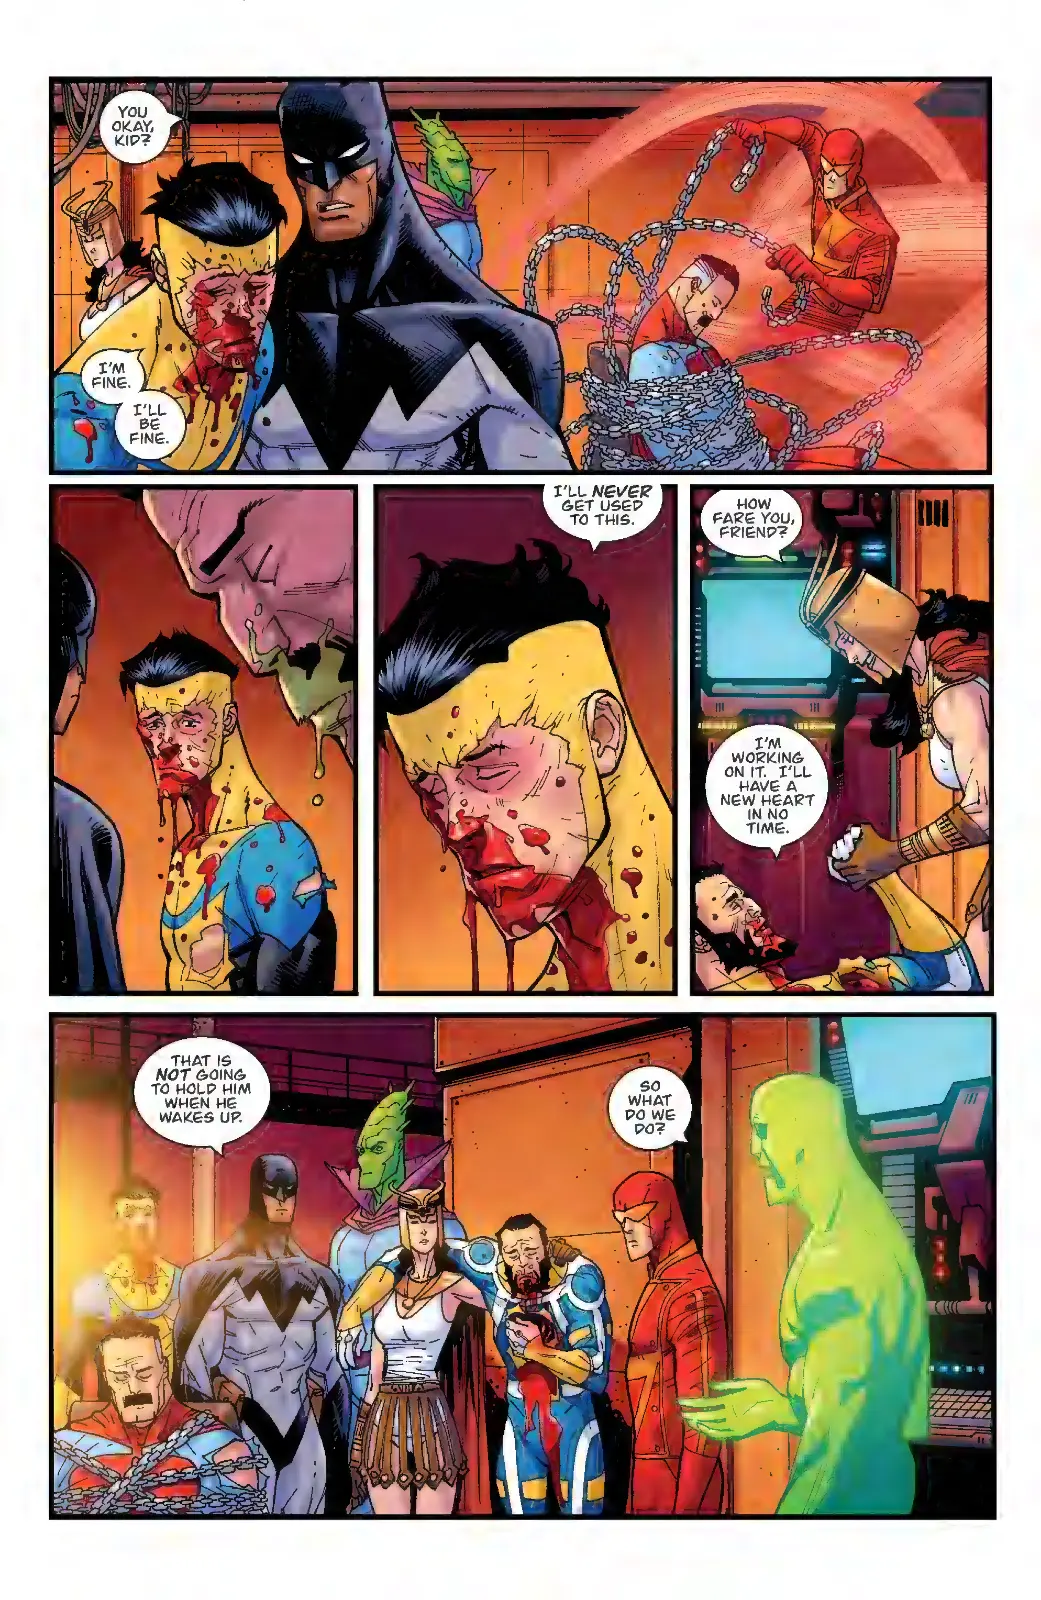 YOU
OKAY,
KID?
I'M
FINE.
I'LL
BE
FINE.
I'LL NEVER
GET USED
TO THIS.
HOW
FARE YOU,
FRIEND?
I'M
WORKING
ON IT. I'LL
HAVE A
NEW HEART
IN NO
TIME.
THAT IS
NOT GOING
TO HOLD HIM
WHEN HE
WAKES UP.
SO
WHAT
DO WE
DO?